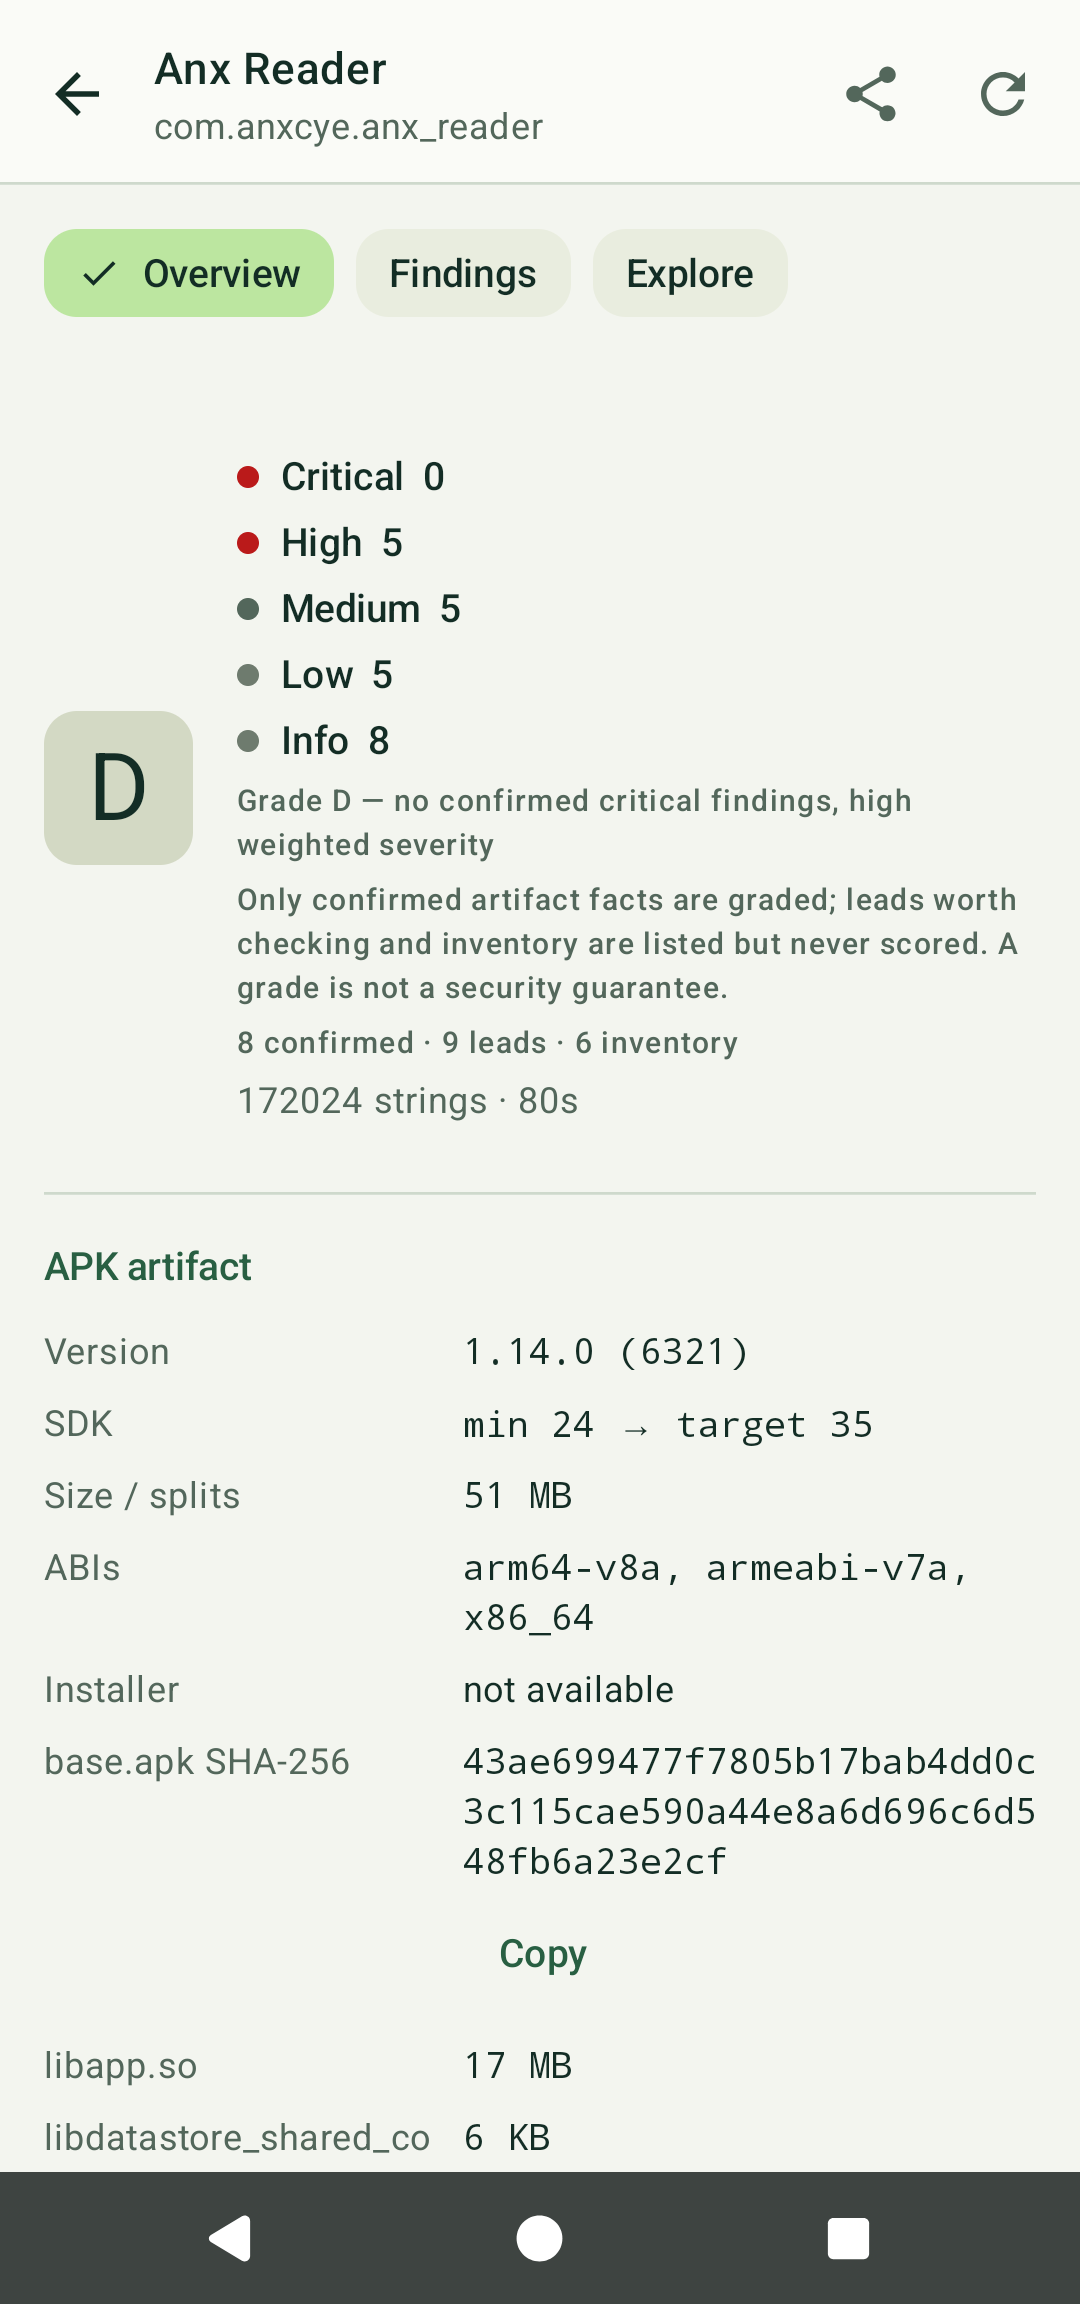 Anx Reader
com.anxcye.anx_reader
Overview
Findings
Explore
Critical 0
High 5
Medium 5
Low 5
Info 8
D
Grade D — no confirmed critical findings, high
weighted severity
Only confirmed artifact facts are graded; leads worth
checking and inventory are listed but never scored. A
grade is not a security guarantee.
8 confirmed · 9 leads · 6 inventory
172024 strings · 80s
APK artifact
Version 1.14.0 (6321)
SDK min 24 → target 35
Size / splits 51 MB
ABIs arm64-v8a, armeabi-v7a,
x86_64
Installer not available
base.apk SHA-256 43ae699477f7805b17bab4dd0c
3c115cae590a44e8a6d696c6d5
48fb6a23e2cf
Copy
libapp.so 17 MB
libdatastore_shared_co 6 KB